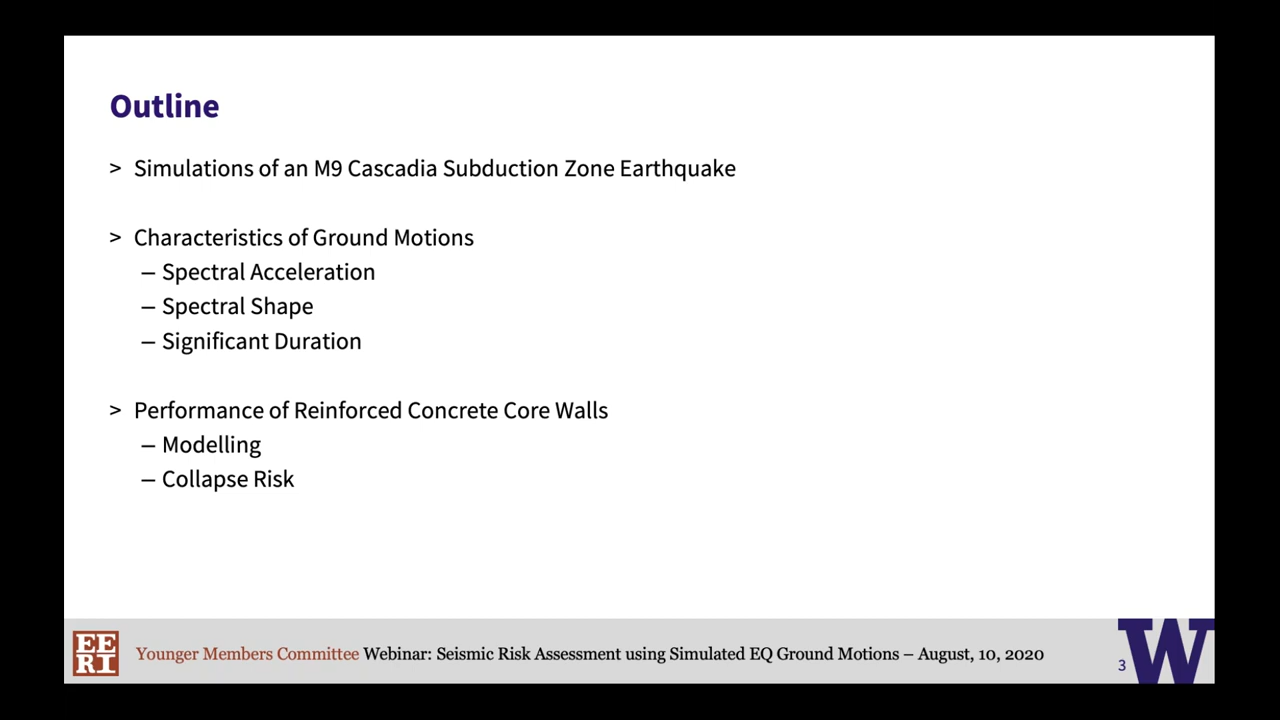 Outline
> Simulations of an M9 Cascadia Subduction Zone Earthquake
> Characteristics of Ground Motions
– Spectral Acceleration
– Spectral Shape
– Significant Duration
> Performance of Reinforced Concrete Core Walls
– Modelling
– Collapse Risk
EE
RI
Younger Members Committee Webinar: Seismic Risk Assessment using Simulated EQ Ground Motions – August, 10, 2020
3
W